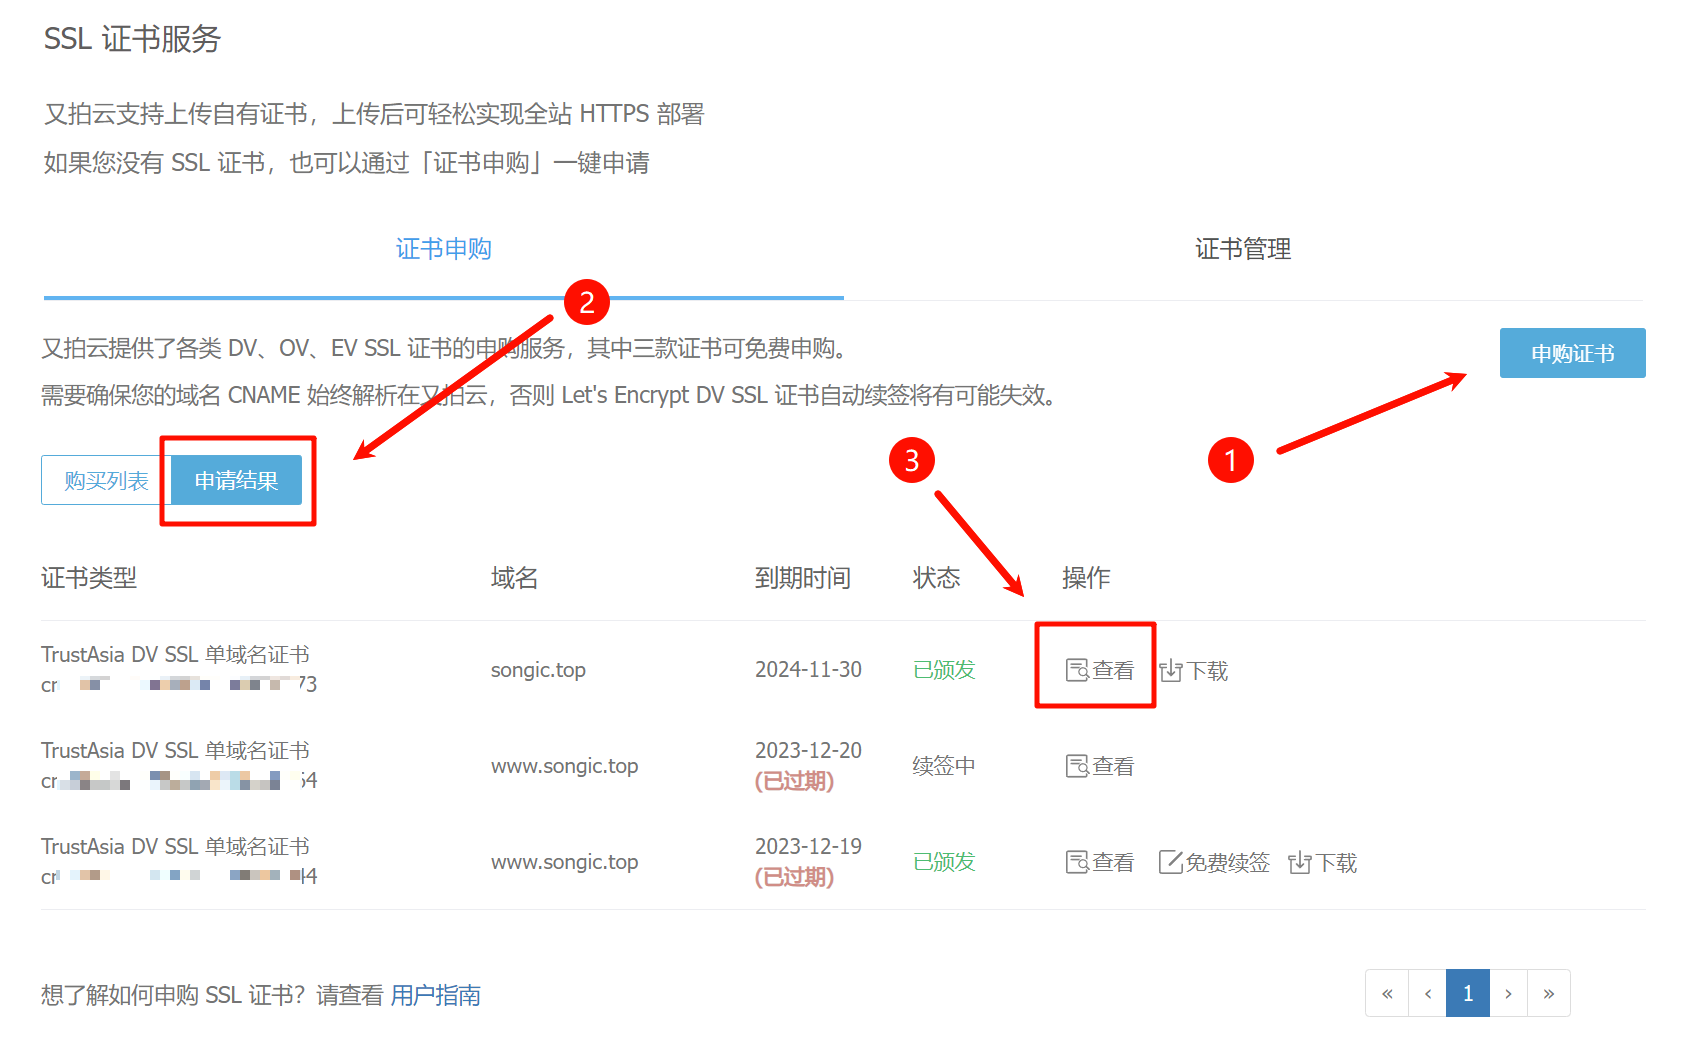 SSL 证书服务
又拍云支持上传自有证书，上传后可轻松实现全站 HTTPS 部署
如果您没有 SSL 证书，也可以通过「证书申购」一键申请
证书申购
证书管理
2
又拍云提供了各类 DV、OV、EV SSL 证书的申购服务，其中三款证书可免费申购。
申购证书
需要确保您的域名 CNAME 始终解析在又拍云，否则 Let's Encrypt DV SSL 证书自动续签将有可能失效。
3
1
购买列表 申请结果
证书类型 域名 到期时间 状态 操作
TrustAsia DV SSL 单域名证书
songic.top 2024-11-30 已颁发 查看 下载
cr 73
TrustAsia DV SSL 单域名证书 2023-12-20
www.songic.top 续签中 查看
cr 54 (已过期)
TrustAsia DV SSL 单域名证书 2023-12-19
www.songic.top 已颁发 查看 免费续签 下载
cr 44 (已过期)
想了解如何申购 SSL 证书？请查看 用户指南
« ‹ 1 › »